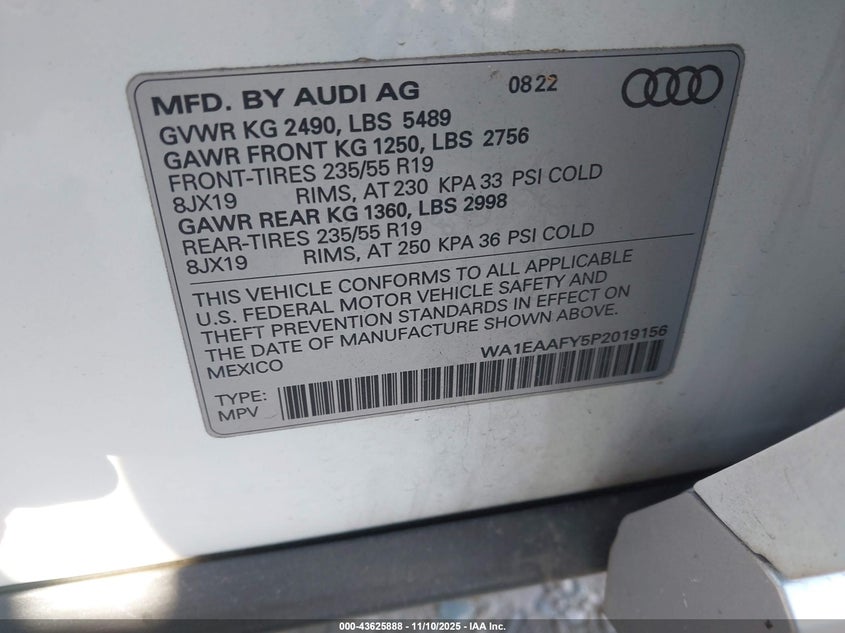 MFD. BY AUDI AG 0822
GVWR KG 2490, LBS 5489
GAWR FRONT KG 1250, LBS 2756
FRONT-TIRES 235/55 R19
8JX19 RIMS, AT 230 KPA 33 PSI COLD
GAWR REAR KG 1360, LBS 2998
REAR-TIRES 235/55 R19
8JX19 RIMS, AT 250 KPA 36 PSI COLD
THIS VEHICLE CONFORMS TO ALL APPLICABLE
U.S. FEDERAL MOTOR VEHICLE SAFETY AND
THEFT PREVENTION STANDARDS IN EFFECT ON
THE DATE OF MANUFACTURE SHOWN ABOVE.
MEXICO WA1EAAFY5P2019156
TYPE:
MPV
000-43625888 - 11/10/2025 - IAA Inc.